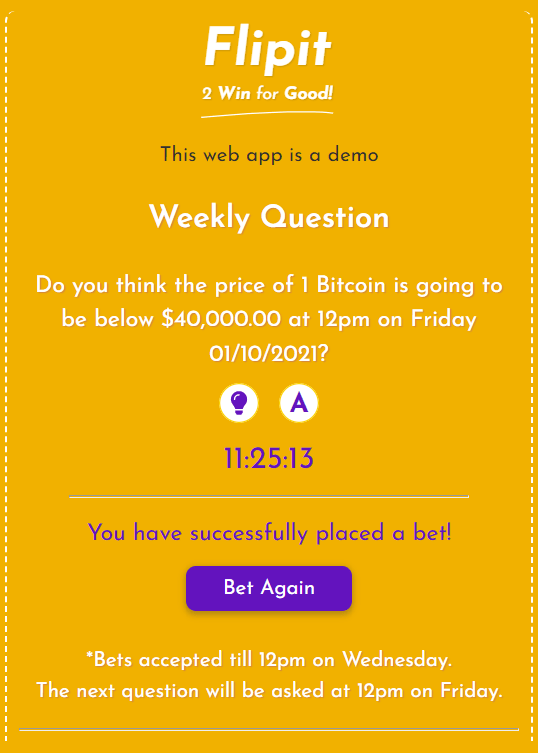 Flipit
2 Win for Good!
This web app is a demo
Weekly Question
Do you think the price of 1 Bitcoin is going to
be below $40,000.00 at 12pm on Friday
01/10/2021?
A
11:25:13
You have successfully placed a bet!
Bet Again
*Bets accepted till 12pm on Wednesday.
The next question will be asked at 12pm on Friday.